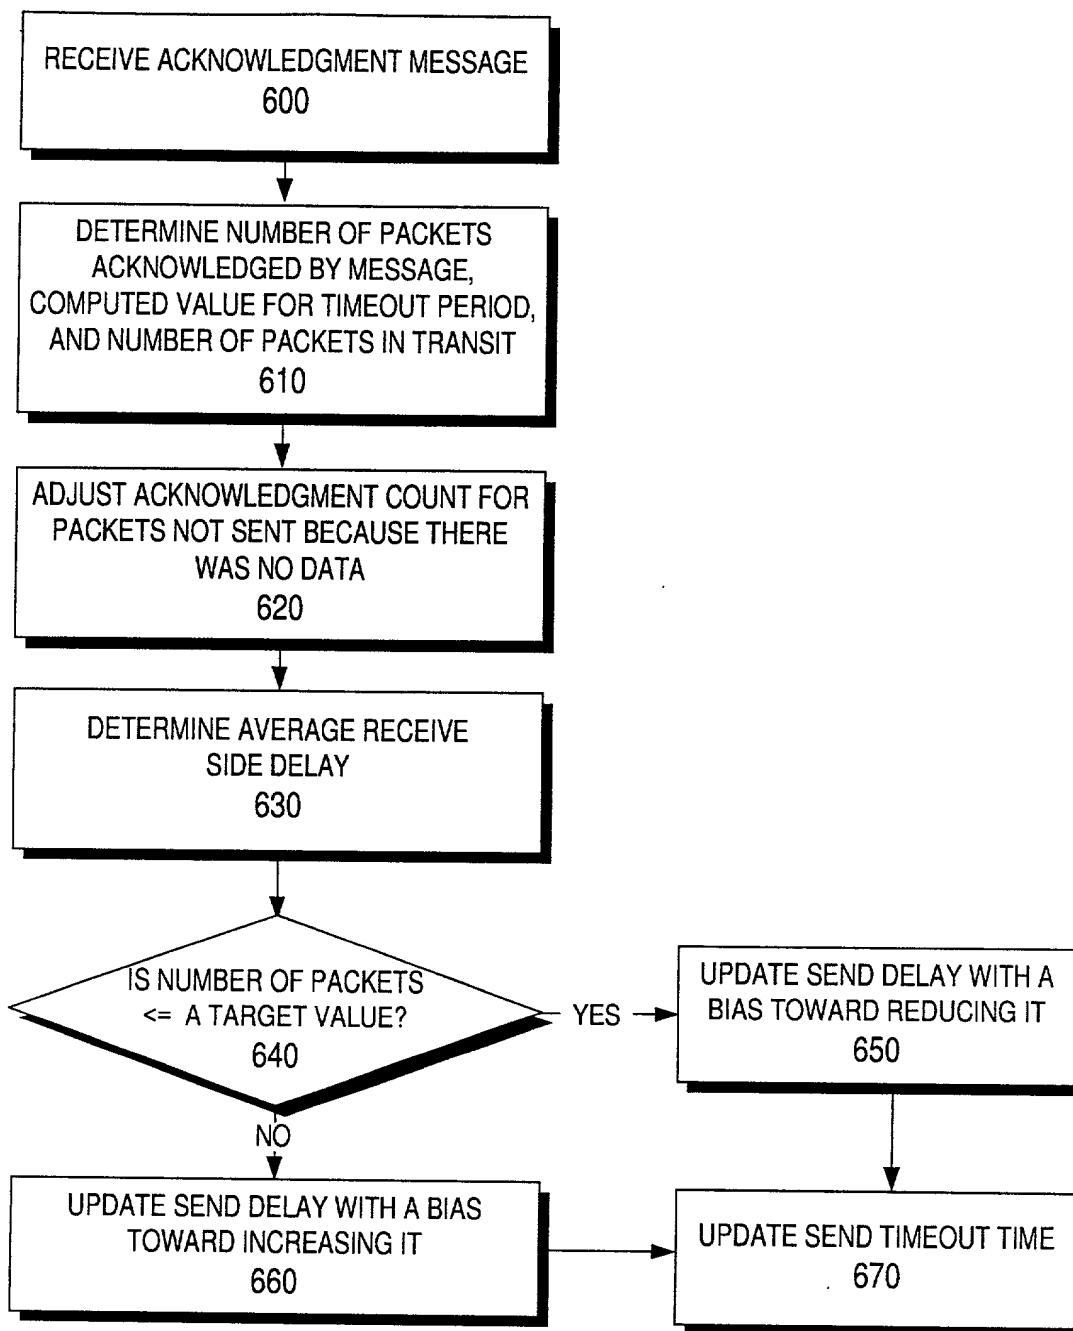 RECEIVE ACKNOWLEDGMENT MESSAGE
600
DETERMINE NUMBER OF PACKETS
ACKNOWLEDGED BY MESSAGE,
COMPUTED VALUE FOR TIMEOUT PERIOD,
AND NUMBER OF PACKETS IN TRANSIT
610
ADJUST ACKNOWLEDGMENT COUNT FOR
PACKETS NOT SENT BECAUSE THERE
WAS NO DATA
620
DETERMINE AVERAGE RECEIVE
SIDE DELAY
630
IS NUMBER OF PACKETS
<= A TARGET VALUE?
640
YES
UPDATE SEND DELAY WITH A
BIAS TOWARD REDUCING IT
650
NO
UPDATE SEND DELAY WITH A BIAS
TOWARD INCREASING IT
660
UPDATE SEND TIMEOUT TIME
670